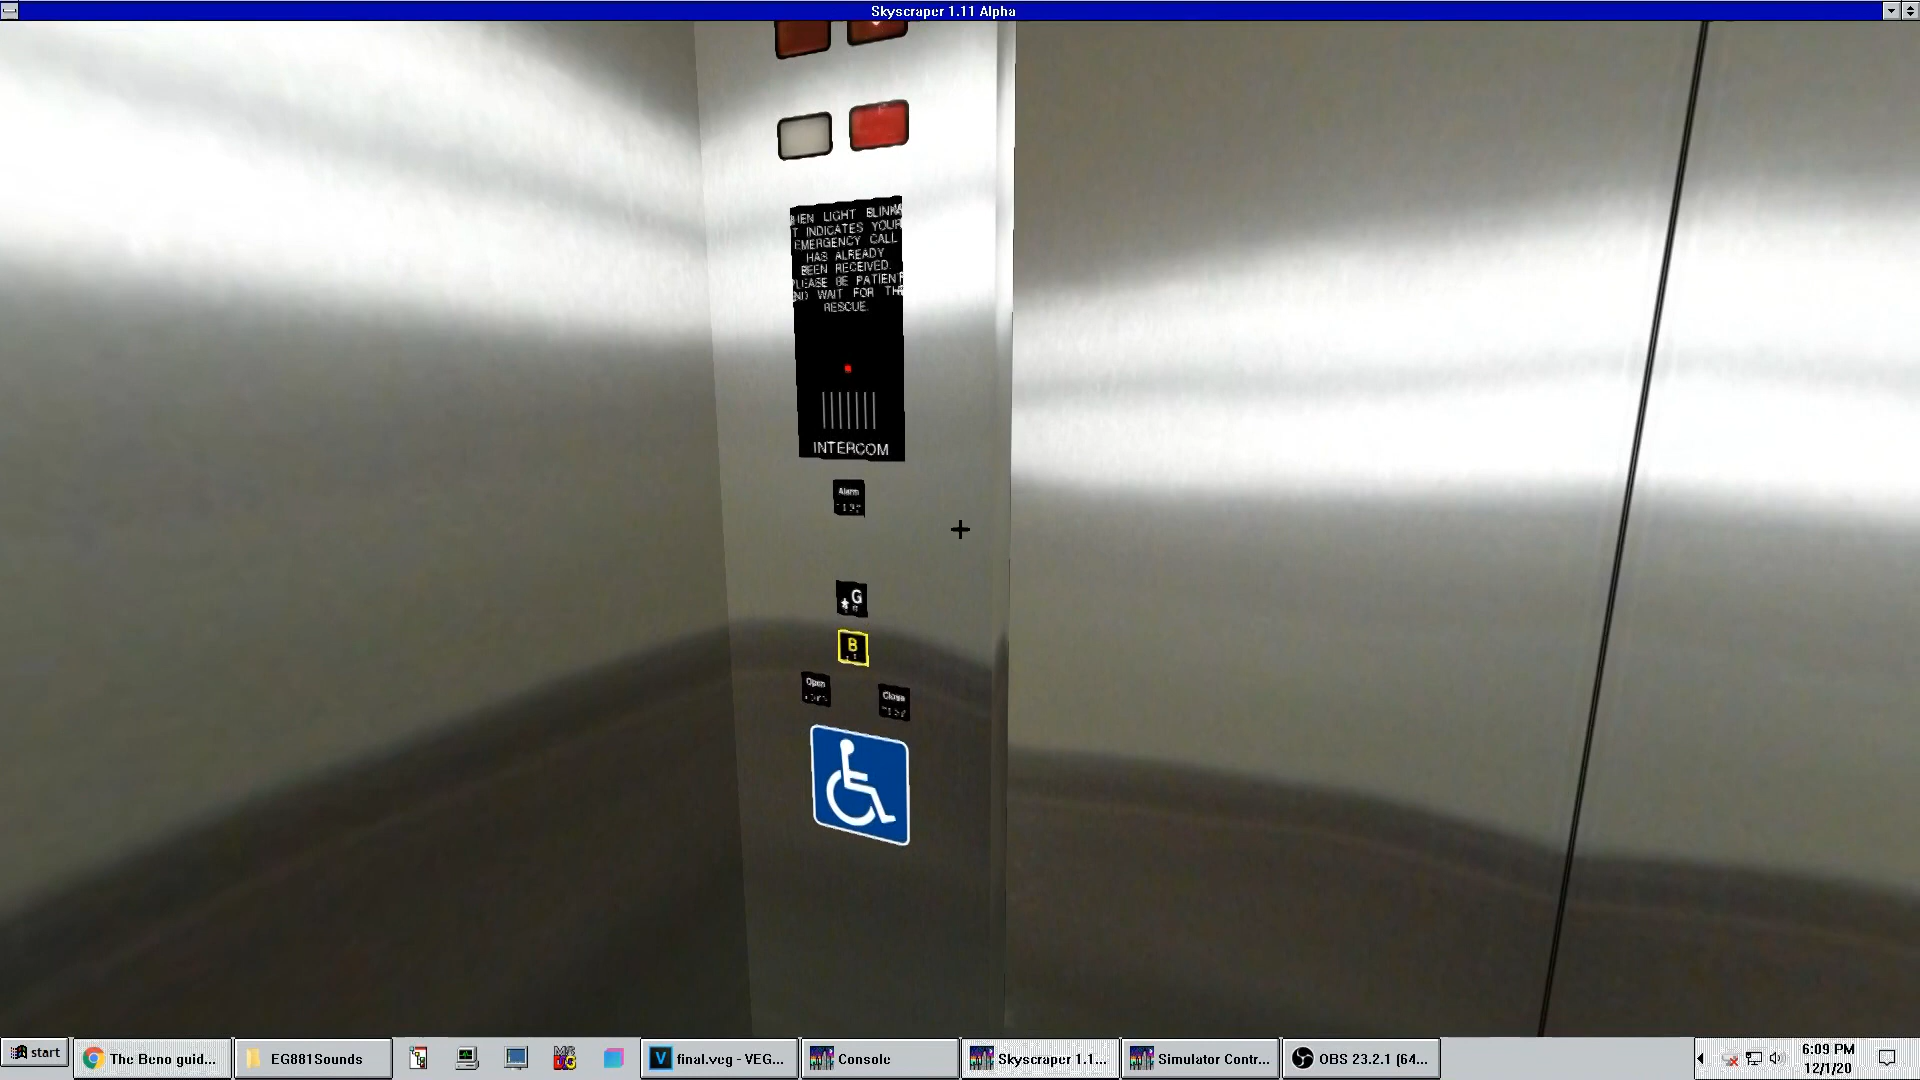 Skyscraper 1.11 Alpha
LIGHT BLINK
INDICATES YOUR
EMERGENCY CALL
HAS ALREADY
BEEN RECEIVED.
BE PATIENT
WAIT FOR
RESCUE.
INTERCOM
Alarm
★G
B
Open
Close
start
The Beno guid...
EG881Sounds
final.veg - VEG...
Console
Skyscraper 1.1...
Simulator Contr...
OBS 23.2.1 (64...
6:09 PM
12/1/20